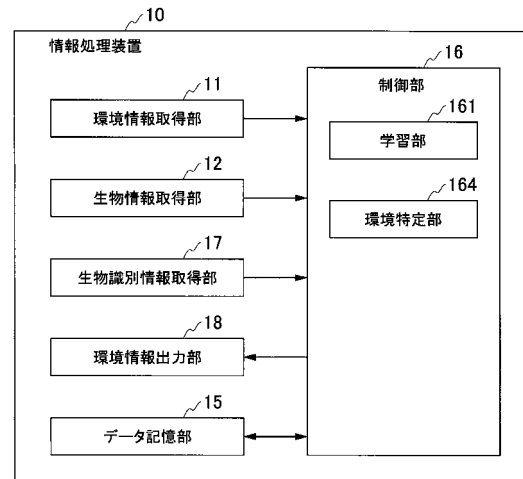 10
情報処理装置
11
環境情報取得部
12
生物情報取得部
17
生物識別情報取得部
18
環境情報出力部
15
データ記憶部
16
制御部
161
学習部
164
環境特定部